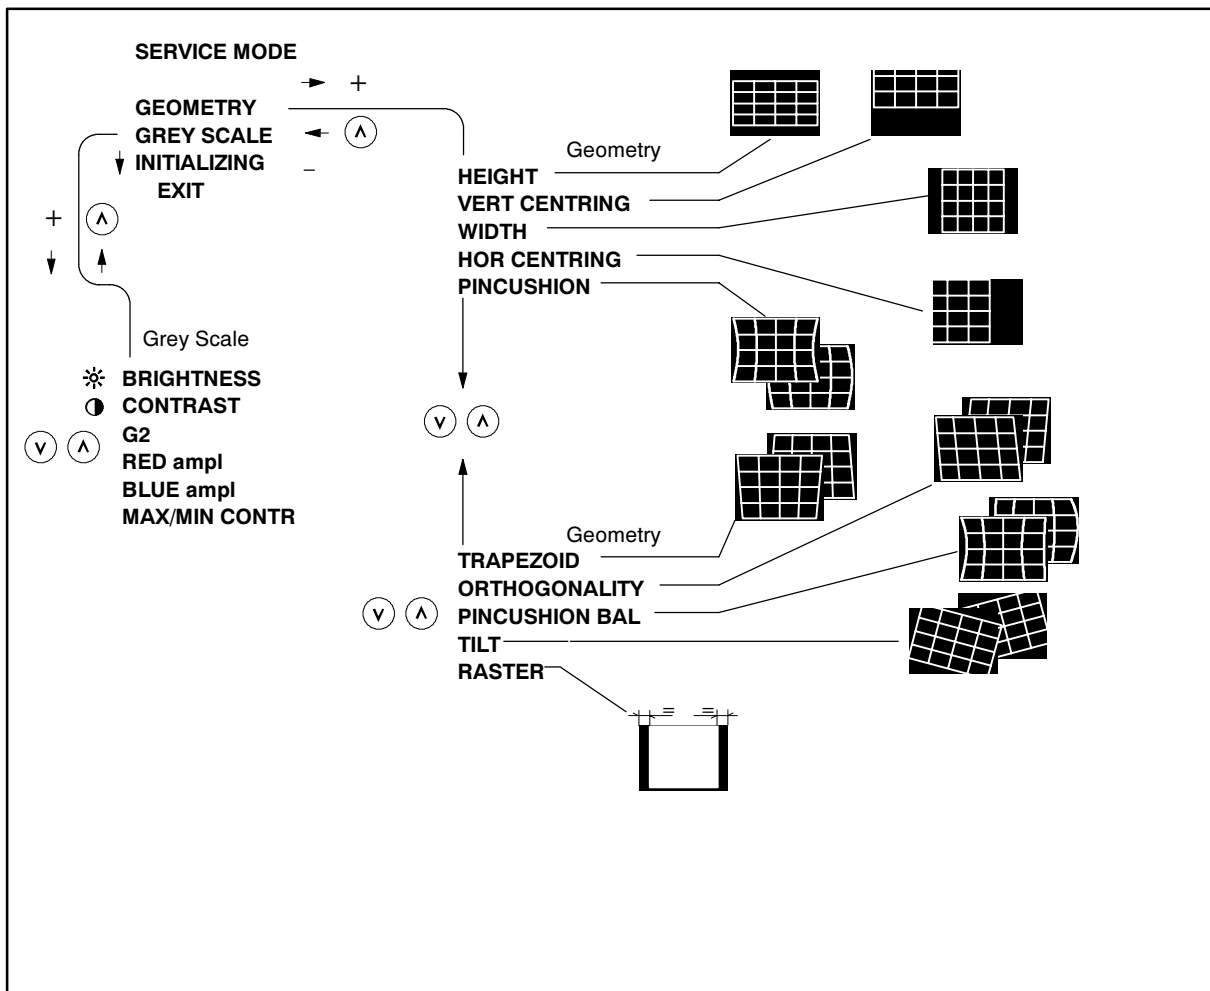 SERVICE MODE
+
GEOMETRY
GREY SCALE
INITIALIZING
–
EXIT
+
Geometry
HEIGHT
VERT CENTRING
WIDTH
HOR CENTRING
PINCUSHION
Grey Scale
BRIGHTNESS
CONTRAST
G2
RED ampl
BLUE ampl
MAX/MIN CONTR
Geometry
TRAPEZOID
ORTHOGONALITY
PINCUSHION BAL
TILT
RASTER
= =